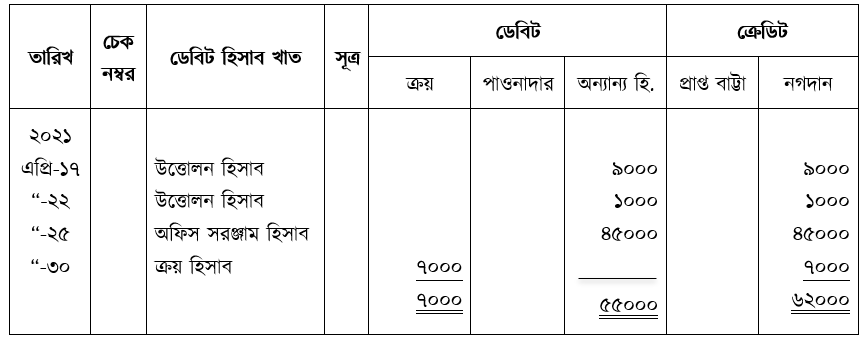 তারিখ চেক নম্বর ডেবিট হিসাব খাত সূত্র ডেবিট ক্রেডিট
ক্রয় পাওনাদার অন্যান্য হি. প্রাপ্ত বাট্টা নগদান
২০২১
এপ্রি-১৭ উত্তোলন হিসাব ৯০০০ ৯০০০
“-২২ উত্তোলন হিসাব ১০০০ ১০০০
“-২৫ অফিস সরঞ্জাম হিসাব ৪৫০০০ ৪৫০০০
“-৩০ ক্রয় হিসাব ৭০০০ ৭০০০
৭০০০ ৫৫০০০ ৬২০০০